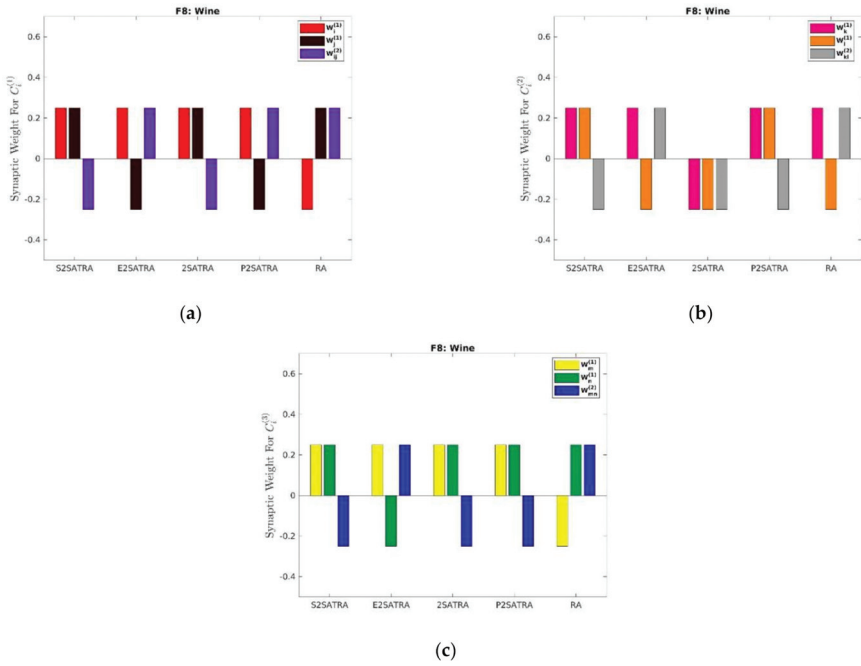 F8: Wine
W_i^(1)
W_j^(1)
W_ij^(2)
Synaptic Weight For C_i^(1)
0.6
0.4
0.2
0
-0.2
-0.4
S2SATRA E2SATRA 2SATRA P2SATRA RA
(a)
F8: Wine
W_k^(1)
W_l^(1)
W_kl^(2)
Synaptic Weight For C_i^(2)
0.6
0.4
0.2
0
-0.2
-0.4
S2SATRA E2SATRA 2SATRA P2SATRA RA
(b)
F8: Wine
W_m^(1)
W_n^(1)
W_mn^(2)
Synaptic Weight For C_i^(3)
0.6
0.4
0.2
0
-0.2
-0.4
S2SATRA E2SATRA 2SATRA P2SATRA RA
(c)